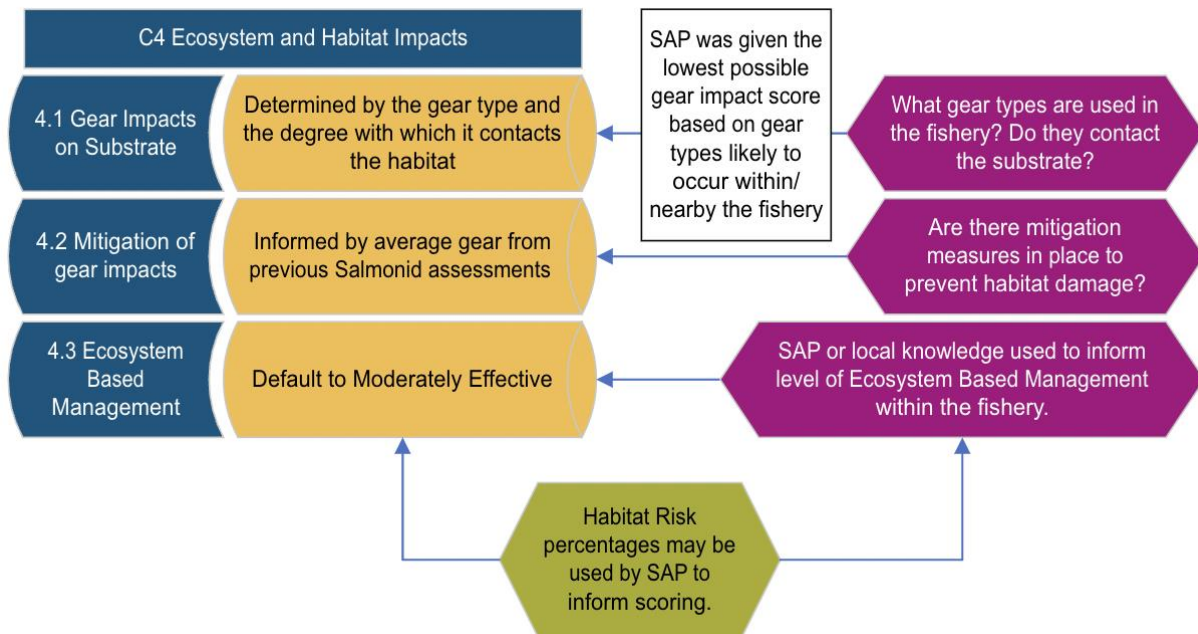 C4 Ecosystem and Habitat Impacts
SAP was given the
lowest possible
gear impact score
based on gear
types likely to
occur within/
nearby the fishery
4.1 Gear Impacts
on Substrate
Determined by the gear type and
the degree with which it contacts
the habitat
What gear types are used in
the fishery? Do they contact
the substrate?
4.2 Mitigation of
gear impacts
Informed by average gear from
previous Salmonid assessments
Are there mitigation
measures in place to
prevent habitat damage?
4.3 Ecosystem
Based
Management
Default to Moderately Effective
SAP or local knowledge used to inform
level of Ecosystem Based Management
within the fishery.
Habitat Risk
percentages may be
used by SAP to
inform scoring.